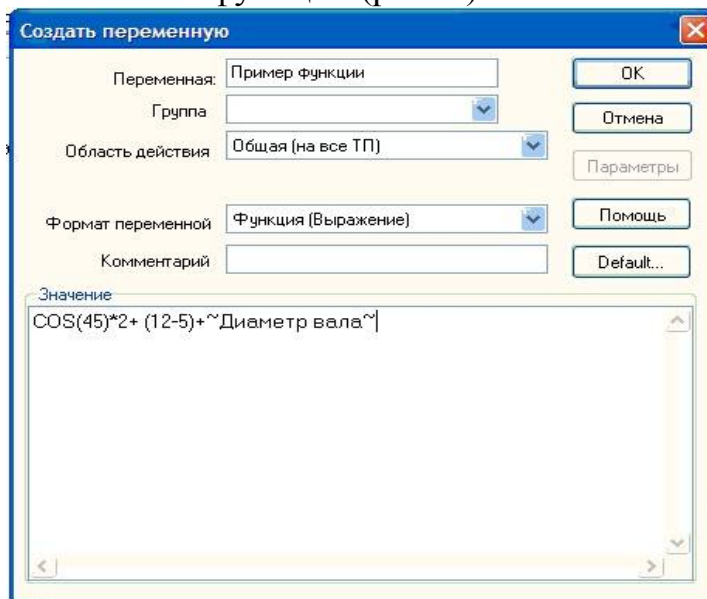 Создать переменную
Переменная: Пример функции
OK
Группа
Отмена
Область действия Общая (на все ТП)
Параметры
Формат переменной Функция (Выражение)
Помощь
Комментарий
Default...
Значение
COS(45)*2+ (12-5)+~Диаметр вала~